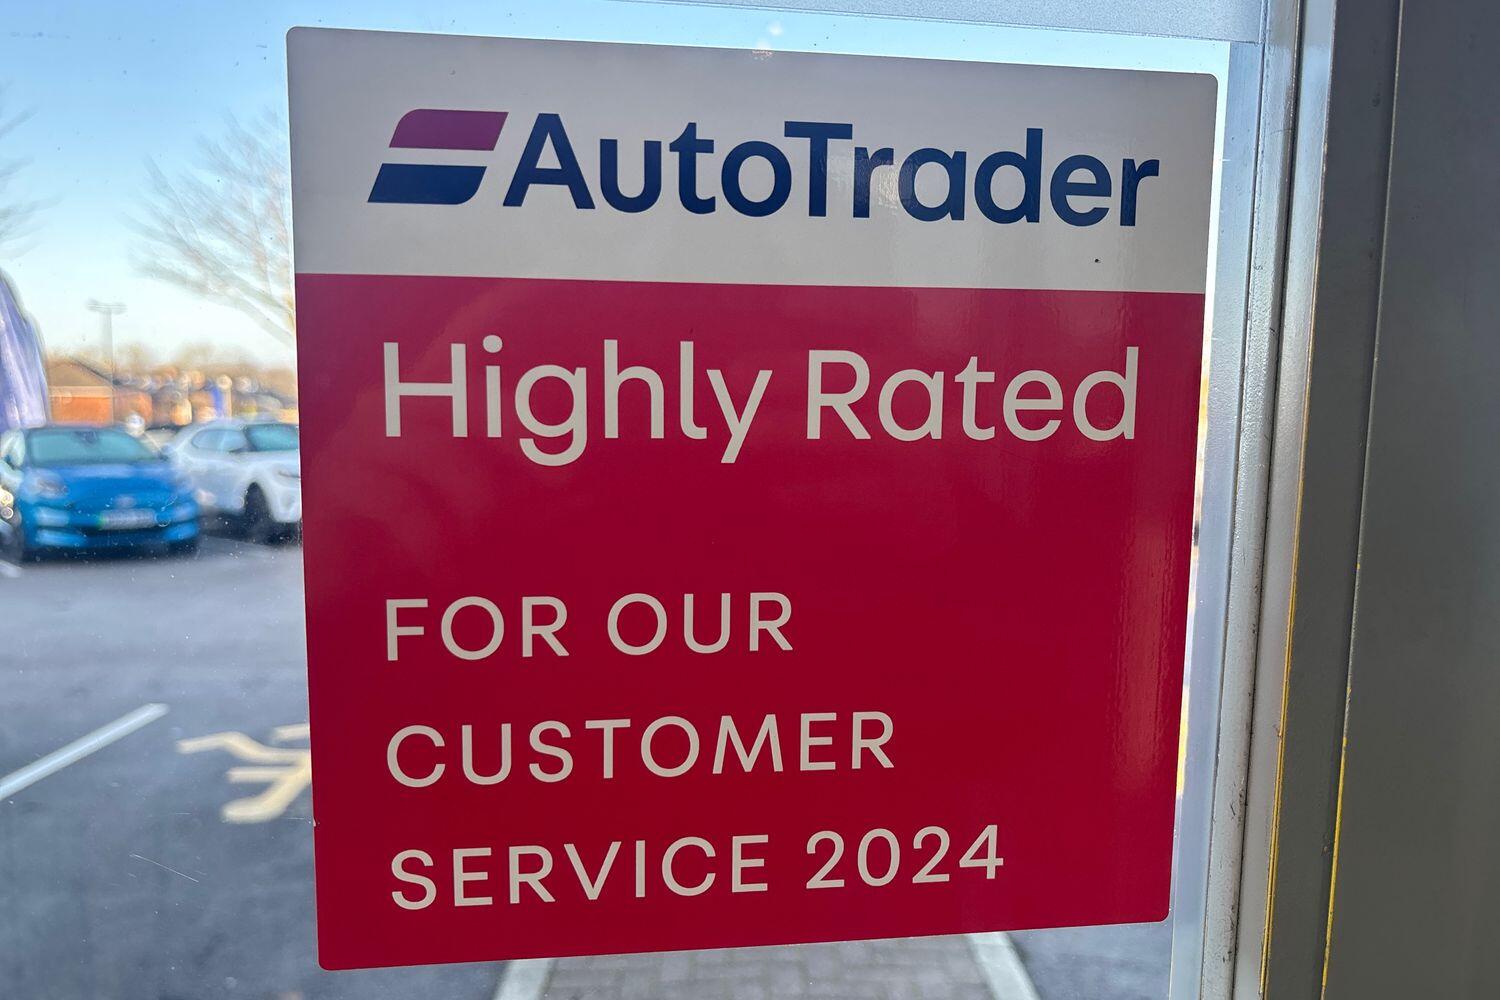 AutoTrader
Highly Rated
FOR OUR
CUSTOMER
SERVICE 2024